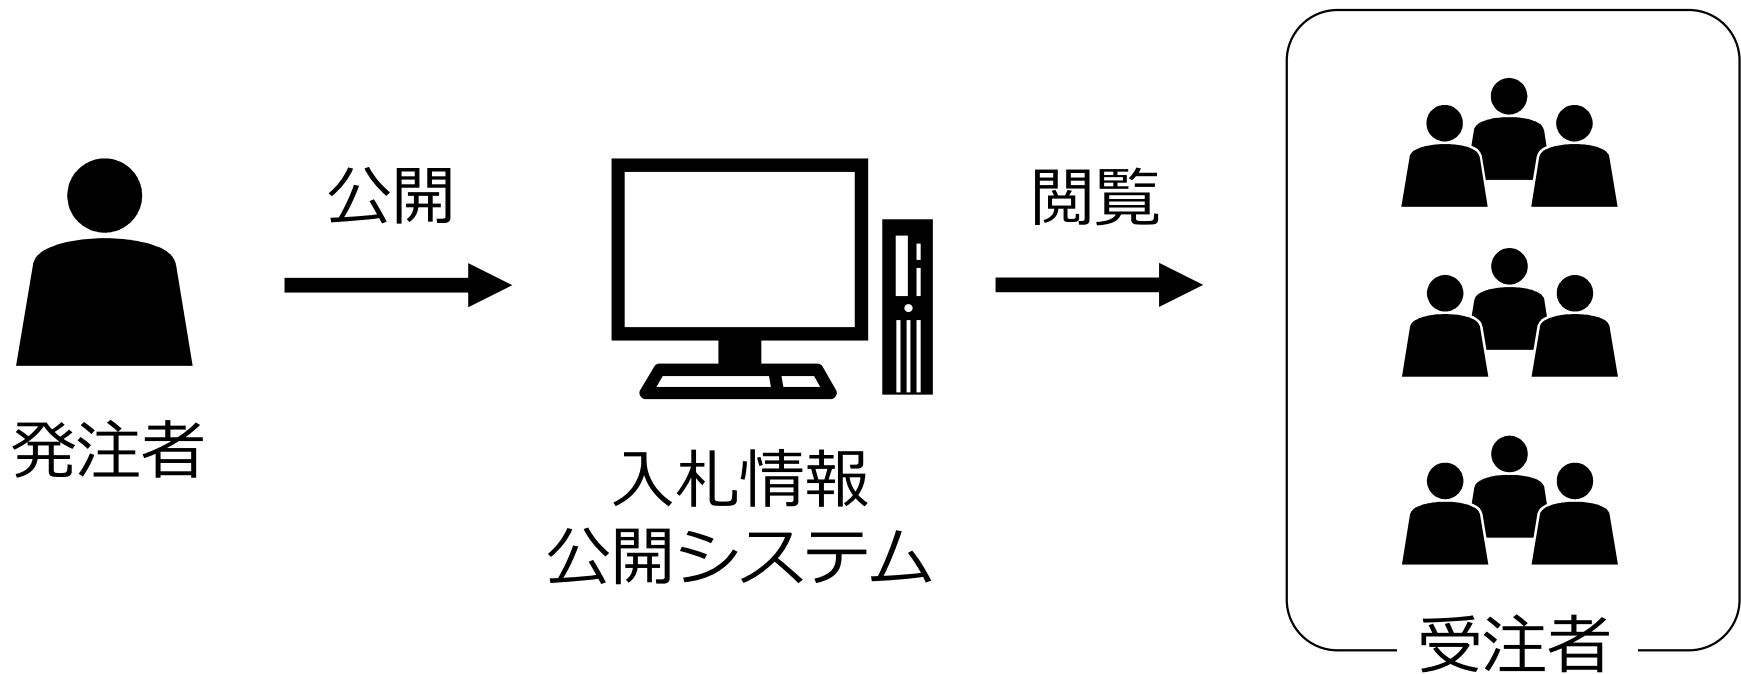 公開
閲覧
発注者
入札情報
公開システム
受注者